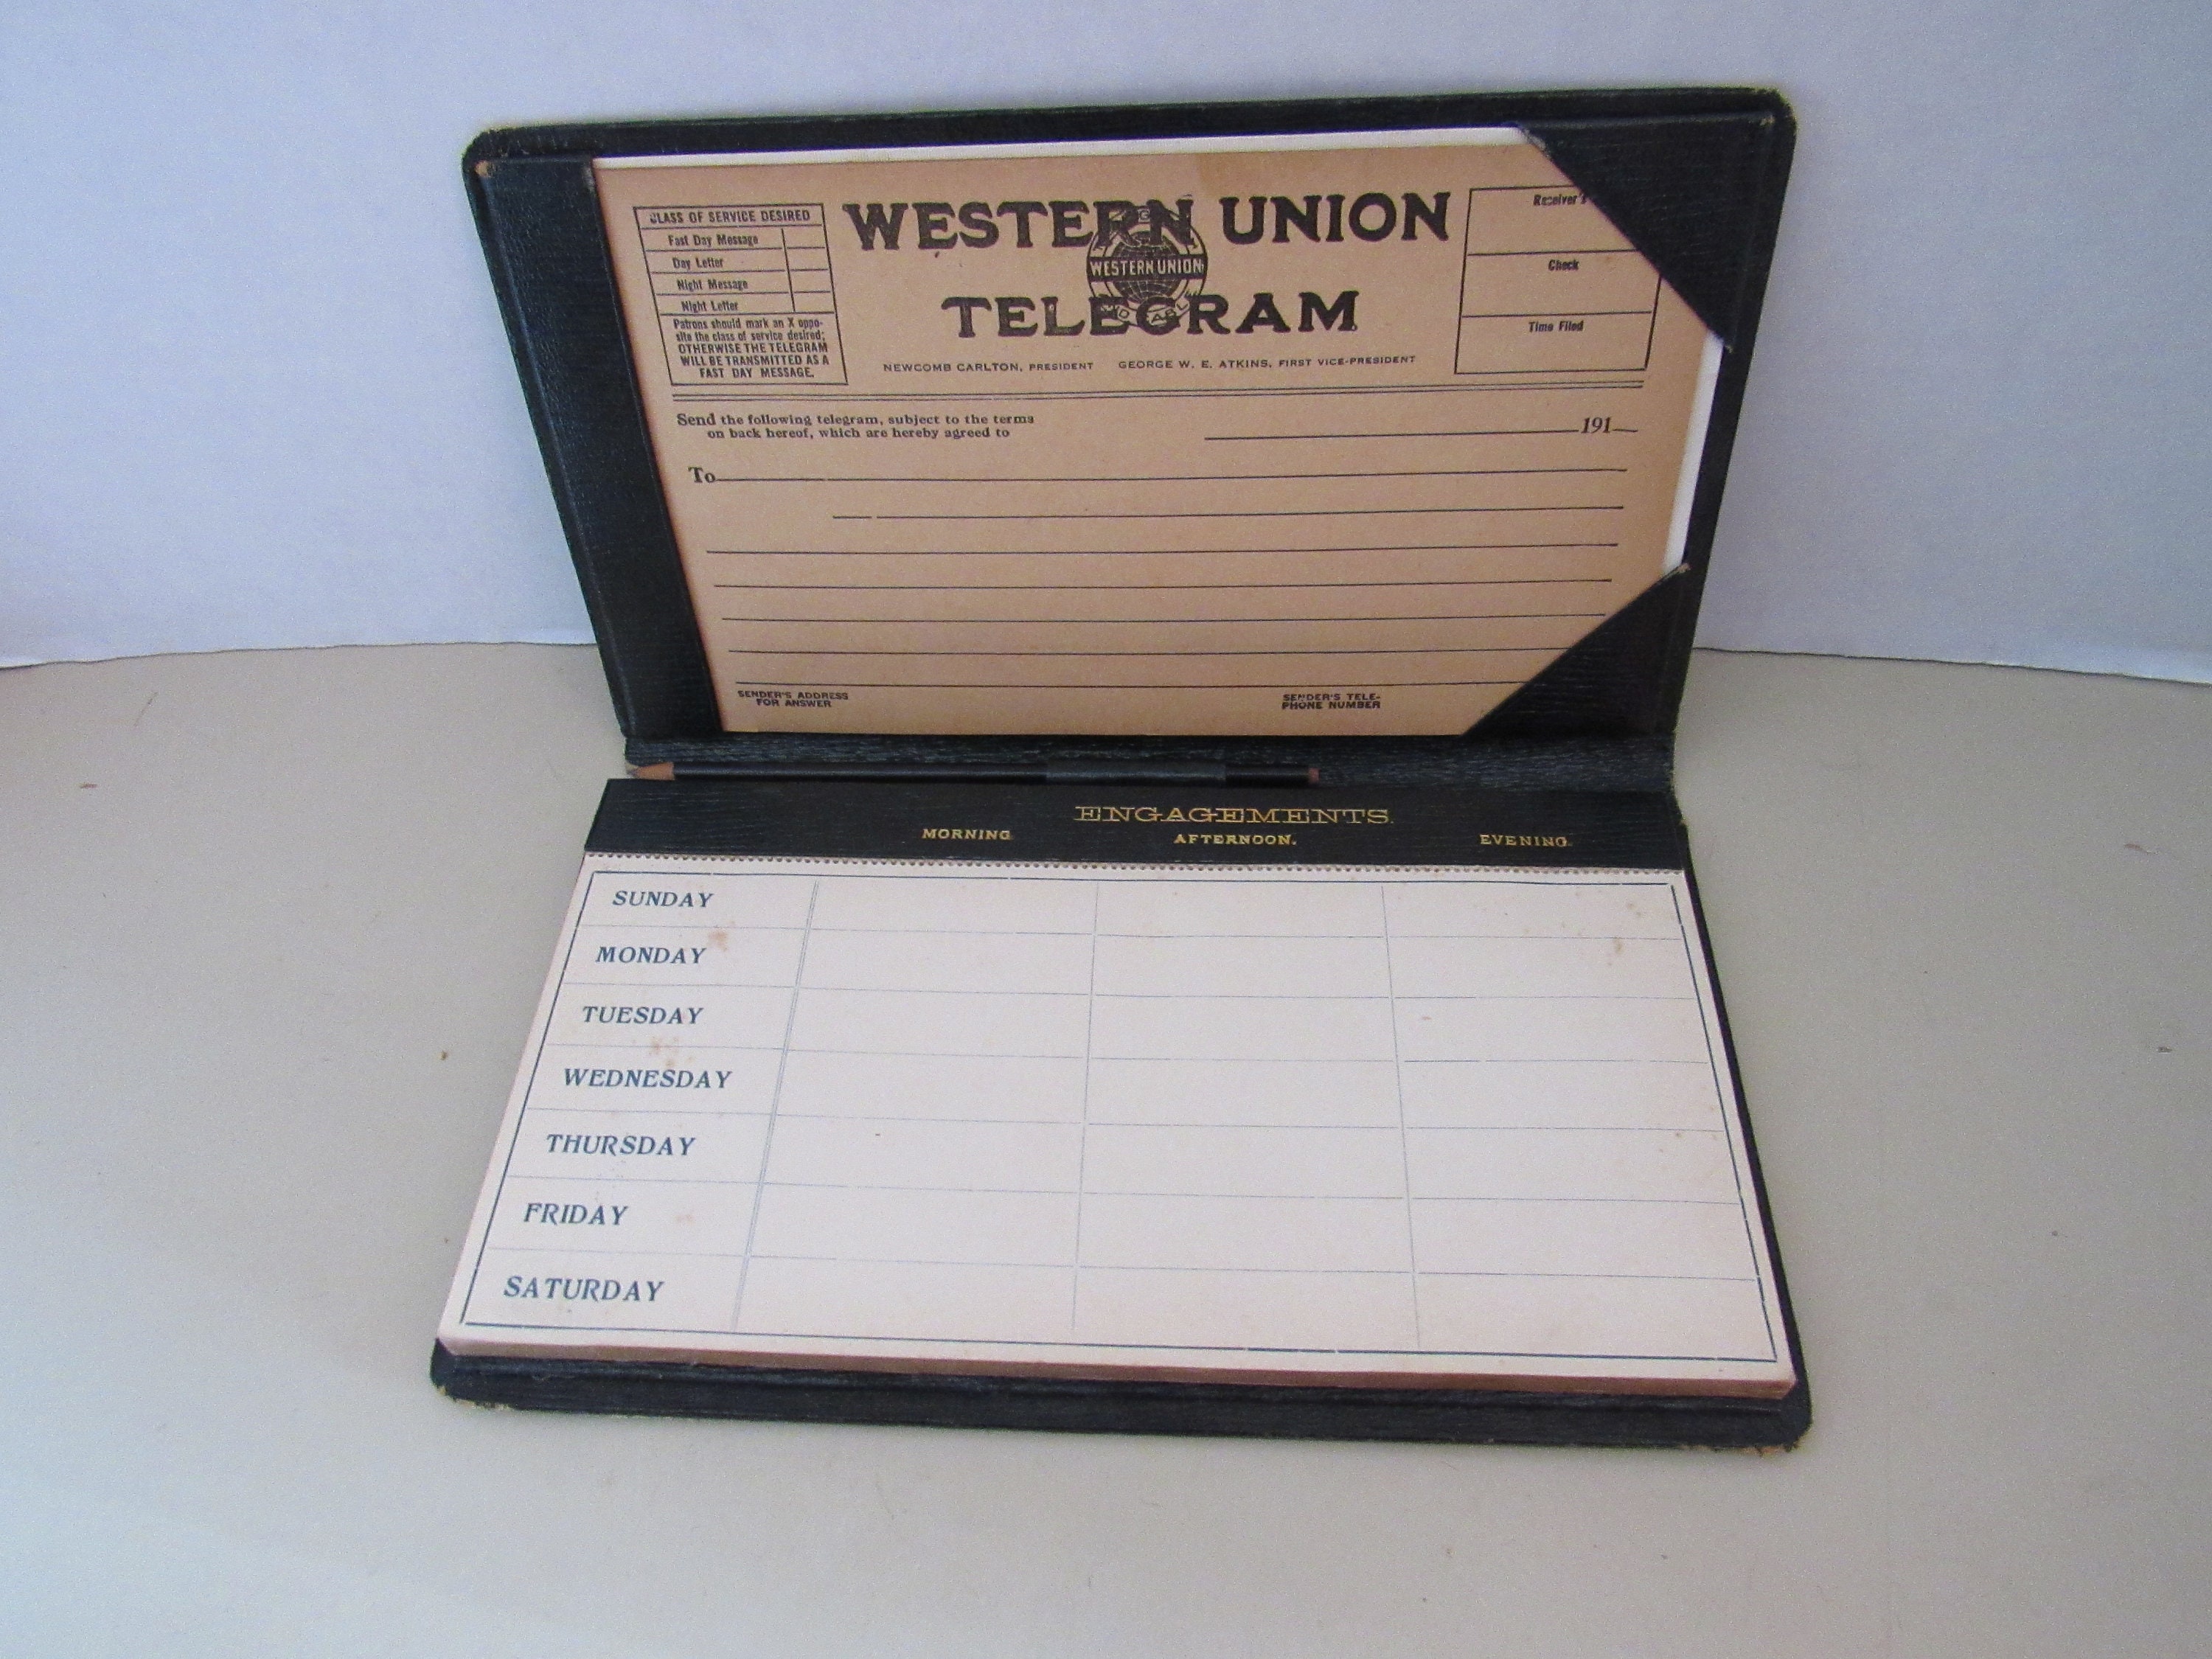 CLASS OF SERVICE DESIRED
Fast Day Message
Day Letter
Night Message
Night Letter
Patrons should mark an X oppo-
site the class of service desired;
OTHERWISE THE TELEGRAM
WILL BE TRANSMITTED AS A
FAST DAY MESSAGE.
WESTERN UNION
WESTERN UNION
TELEGRAM
NEWCOMB CARLTON, PRESIDENT GEORGE W. E. ATKINS, FIRST VICE-PRESIDENT
Receiver's
Check
Time Filed
Send the following telegram, subject to the terms
on back hereof, which are hereby agreed to
191
To
SENDER'S ADDRESS
FOR ANSWER
SENDER'S TELE-
PHONE NUMBER
ENGAGEMENTS.
MORNING. AFTERNOON. EVENING.
SUNDAY
MONDAY
TUESDAY
WEDNESDAY
THURSDAY
FRIDAY
SATURDAY